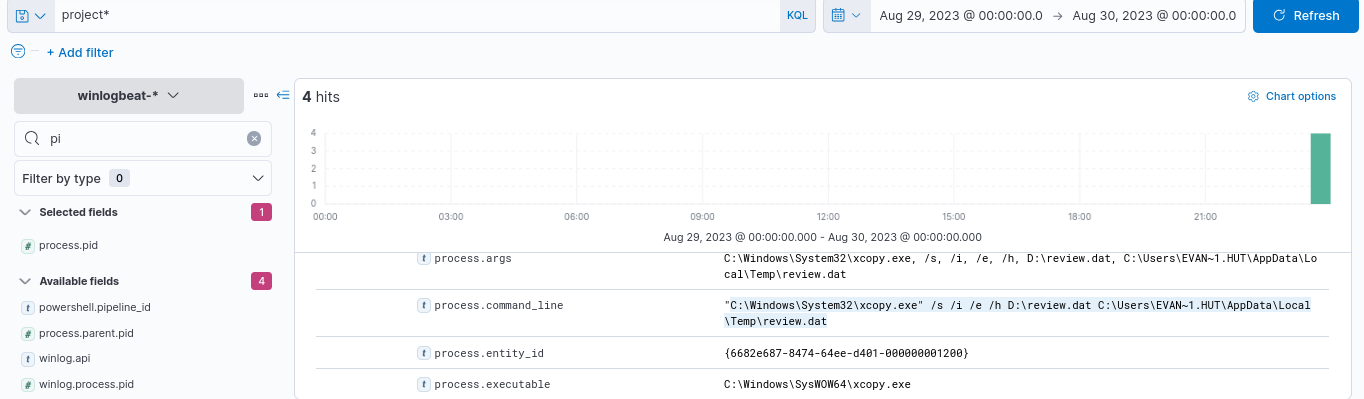 project*
KQL
Aug 29, 2023 @ 00:00:00.0 → Aug 30, 2023 @ 00:00:00.0
Refresh
+ Add filter
winlogbeat-*
pi
Filter by type 0
Selected fields 1
process.pid
Available fields 4
powershell.pipeline_id
process.parent.pid
winlog.api
winlog.process.pid
4 hits
Chart options
4
3
2
1
0
00:00 03:00 06:00 09:00 12:00 15:00 18:00 21:00
Aug 29, 2023 @ 00:00:00.000 - Aug 30, 2023 @ 00:00:00.000
t process.args C:\Windows\System32\xcopy.exe, /s, /i, /e, /h, D:\review.dat, C:\Users\EVAN~1.HUT\AppData\Lo
cal\Temp\review.dat
t process.command_line "C:\Windows\System32\xcopy.exe" /s /i /e /h D:\review.dat C:\Users\EVAN~1.HUT\AppData\Local
\Temp\review.dat
t process.entity_id {6682e687-8474-64ee-d401-000000001200}
t process.executable C:\Windows\SysWOW64\xcopy.exe